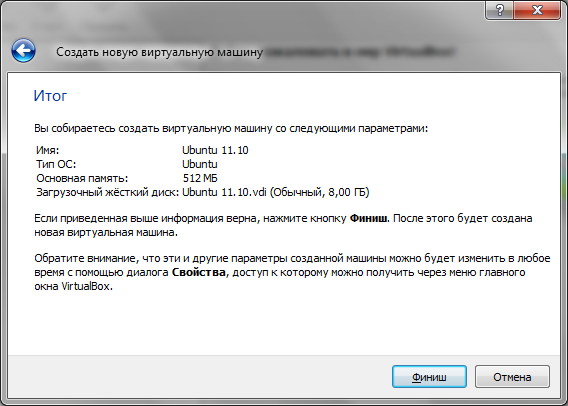 Создать новую виртуальную машину
Итог
Вы собираетесь создать виртуальную машину со следующими параметрами:
Имя: Ubuntu 11.10
Тип ОС: Ubuntu
Основная память: 512 МБ
Загрузочный жёсткий диск: Ubuntu 11.10.vdi (Обычный, 8,00 ГБ)
Если приведенная выше информация верна, нажмите кнопку Финиш. После этого будет создана
новая виртуальная машина.
Обратите внимание, что эти и другие параметры созданной машины можно будет изменить в любое
время с помощью диалога Свойства, доступ к которому можно получить через меню главного
окна VirtualBox.
Финиш Отмена